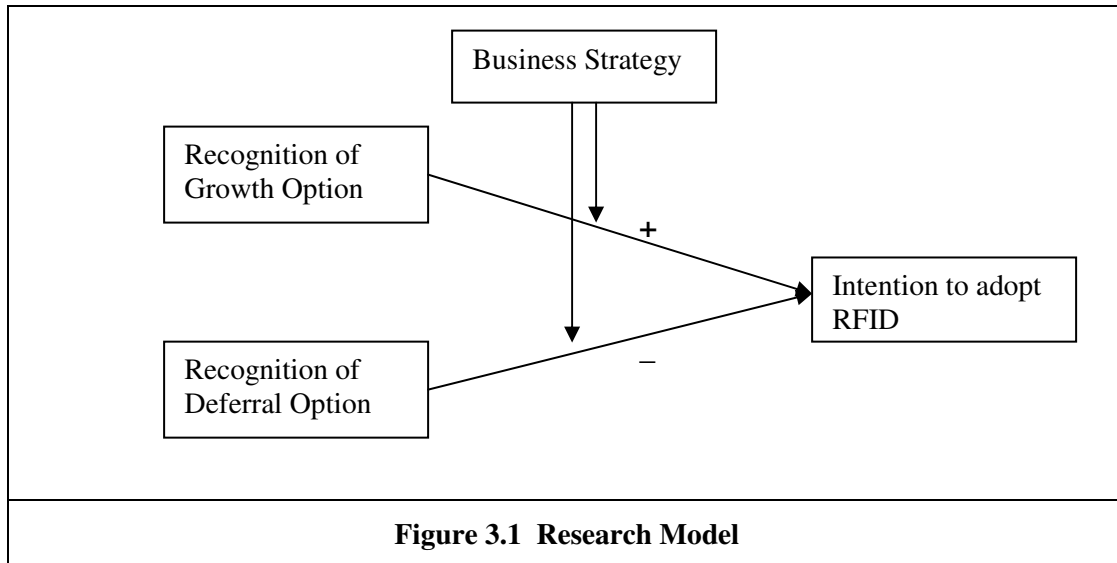 Business Strategy
Recognition of
Growth Option
+
Intention to adopt
RFID
Recognition of
Deferral Option
–
Figure 3.1 Research Model